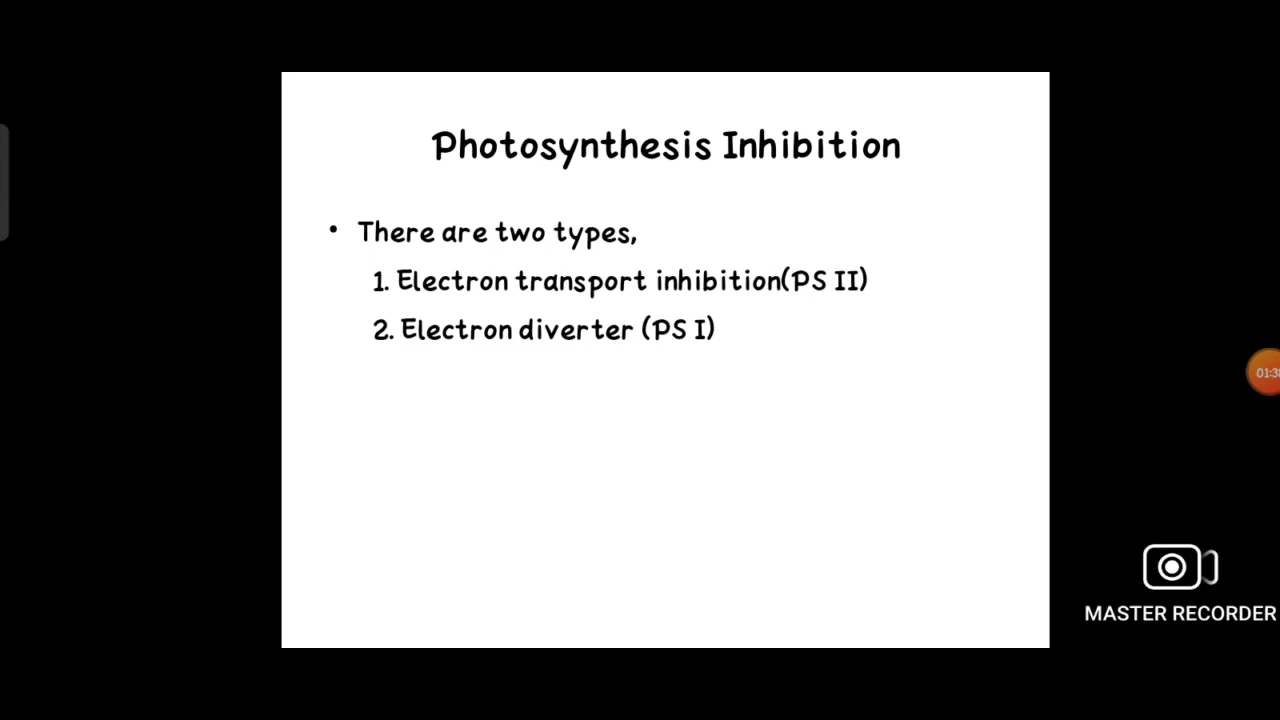 Photosynthesis Inhibition
• There are two types,
1. Electron transport inhibition(PS II)
2. Electron diverter (PS I)
MASTER RECORDER